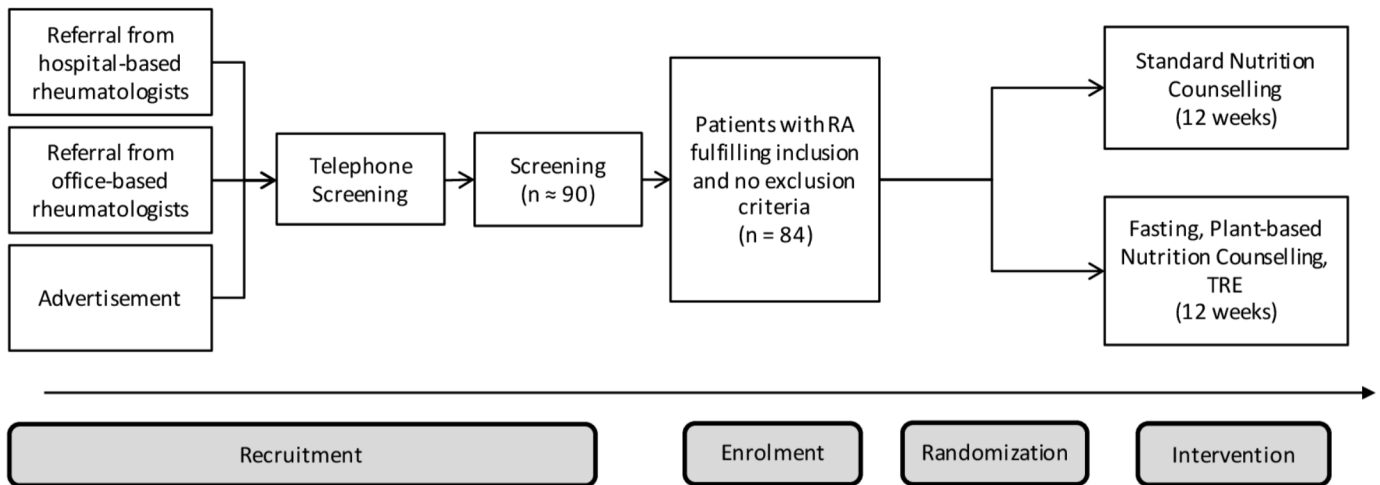 Referral from
hospital-based
rheumatologists
Referral from
office-based
rheumatologists
Advertisement
Telephone
Screening
Screening
(n ≈ 90)
Patients with RA
fulfilling inclusion
and no exclusion
criteria
(n = 84)
Standard Nutrition
Counselling
(12 weeks)
Fasting, Plant-based
Nutrition Counselling,
TRE
(12 weeks)
Recruitment
Enrolment
Randomization
Intervention